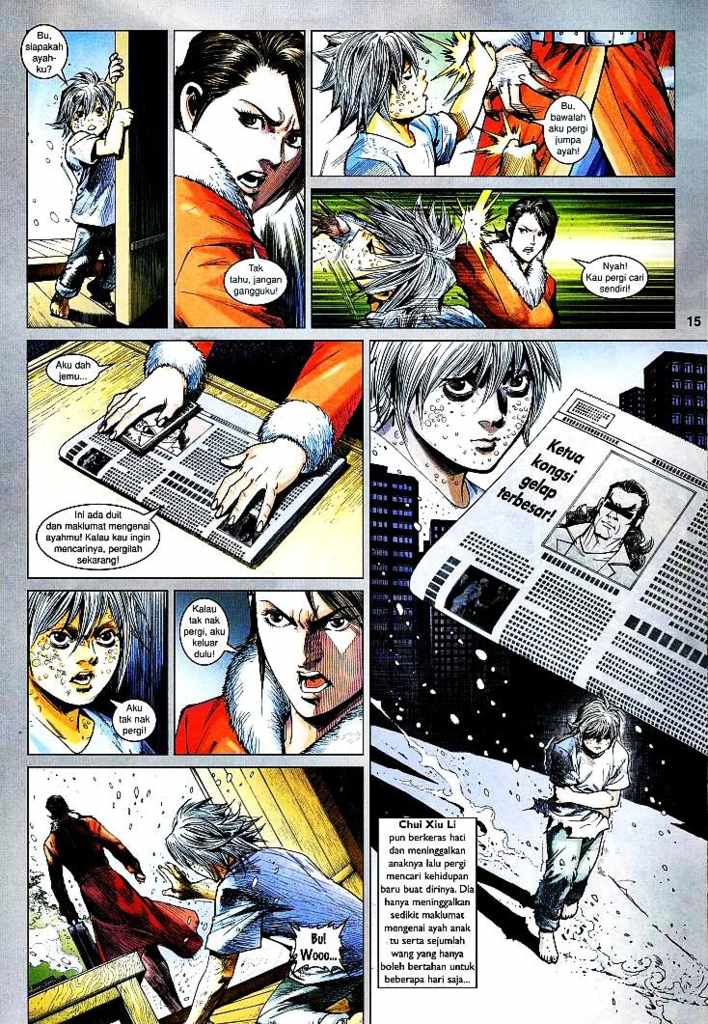 Bu,
siapakah
ayah-
ku?
Tak
tahu, jangan
gangguku!
Bu,
bawalah
aku pergi
jumpa
ayah!
Nyah!
Kau pergi cari
sendiri!
15
Aku dah
jemu...
Ini ada duit
dan maklumat mengenai
ayahmu! Kalau kau ingin
mencarinya, pergilah
sekarang!
Ketua
kongsi
gelap
terbesar!
Aku
tak nak
pergi!
Kalau
tak nak
pergi, aku
keluar
dulu!
Bu!
Wooo...
Chui Xiu Li
pun berkeras hati
dan meninggalkan
anaknya lalu pergi
mencari kehidupan
baru buat dirinya. Dia
hanya meninggalkan
sedikit maklumat
mengenai ayah anak
tu serta sejumlah
wang yang hanya
boleh bertahan untuk
beberapa hari saja...